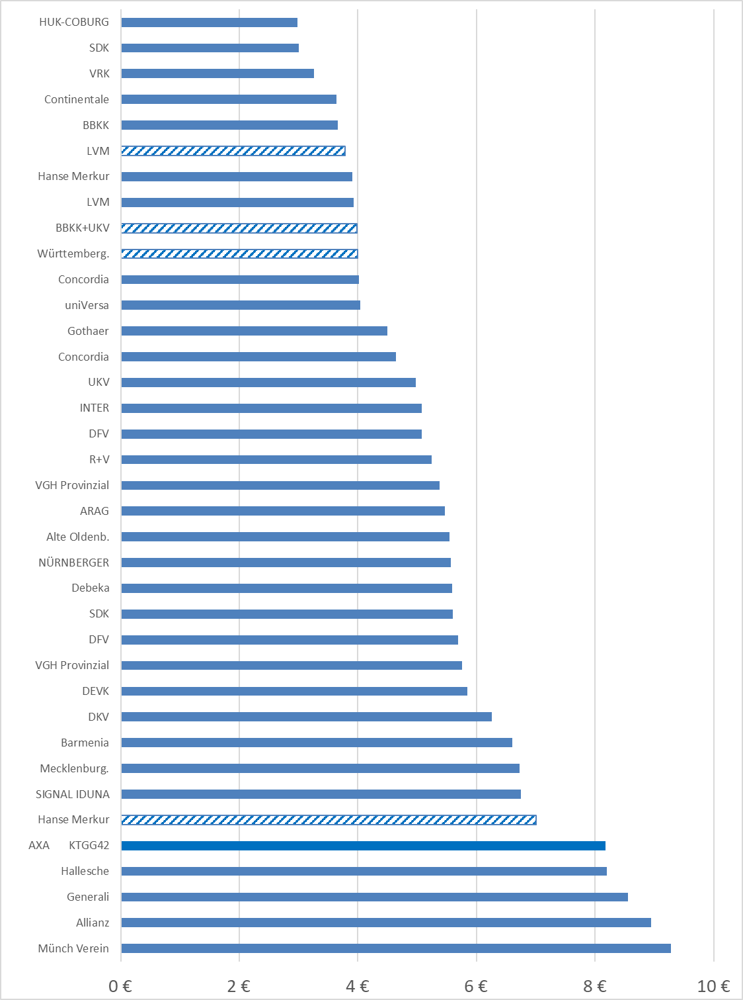 HUK-COBURG
SDK
VRK
Continentale
BBKK
LVM
Hanse Merkur
LVM
BBKK+UKV
Württemberg.
Concordia
uniVersa
Gothaer
Concordia
UKV
INTER
DFV
R+V
VGH Provinzial
ARAG
Alte Oldenb.
NÜRNBERGER
Debeka
SDK
DFV
VGH Provinzial
DEVK
DKV
Barmenia
Mecklenburg.
SIGNAL IDUNA
Hanse Merkur
AXA KTGG42
Hallesche
Generali
Allianz
Münch Verein
0 € 2 € 4 € 6 € 8 € 10 €